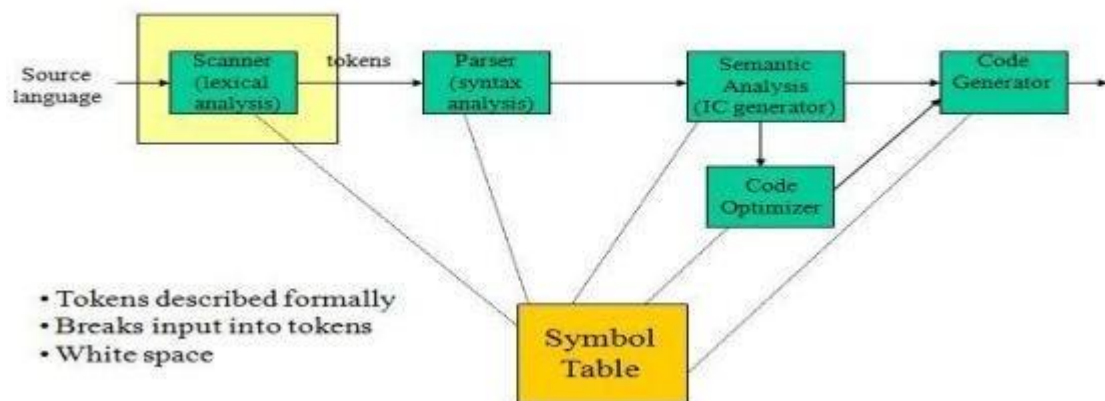 Source
language
Scanner
(lexical
analysis)
tokens
Parser
(syntax
analysis)
Semantic
Analysis
(IC generator)
Code
Generator
Code
Optimizer
• Tokens described formally
• Breaks input into tokens
• White space
Symbol
Table